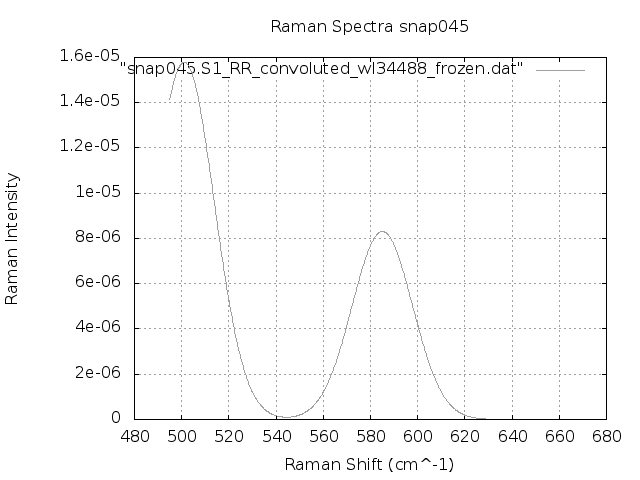 Raman Spectra snap045
"snap045.S1_RR_convoluted_wl34488_frozen.dat"
1.6e-05
1.4e-05
1.2e-05
1e-05
8e-06
6e-06
4e-06
2e-06
0
Raman Intensity
480 500 520 540 560 580 600 620 640 660 680
Raman Shift (cm^-1)